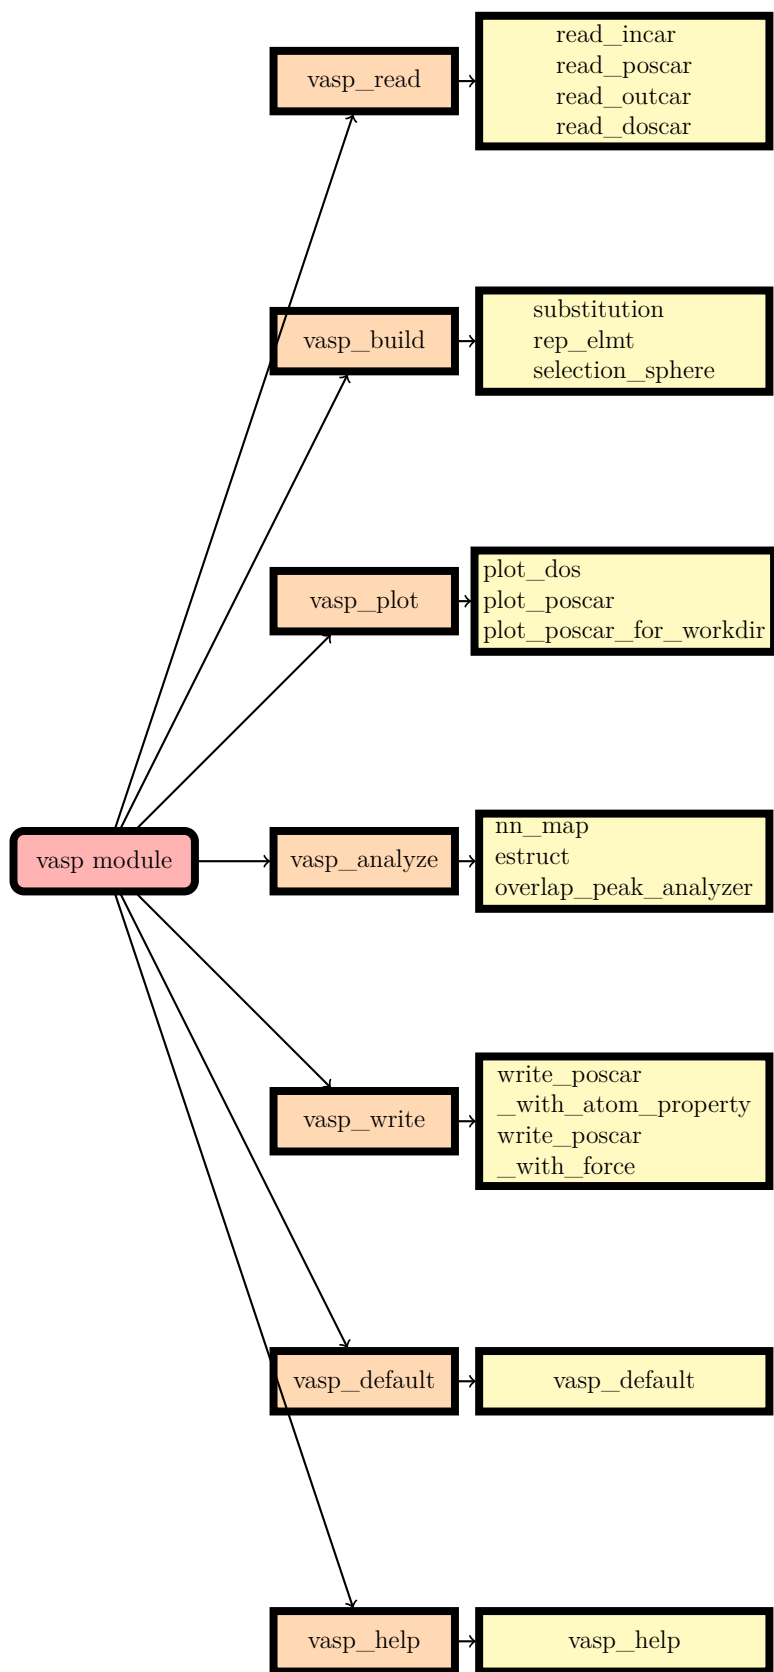 vasp_read
read_incar
read_poscar
read_outcar
read_doscar
vasp_build
substitution
rep_elmt
selection_sphere
vasp_plot
plot_dos
plot_poscar
plot_poscar_for_workdir
vasp module
vasp_analyze
nn_map
estruct
overlap_peak_analyzer
vasp_write
write_poscar
_with_atom_property
write_poscar
_with_force
vasp_default
vasp_default
vasp_help
vasp_help